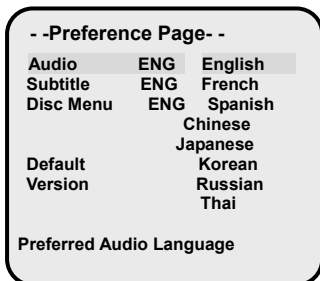 - -Preference Page- -
Audio ENG English
Subtitle ENG French
Disc Menu ENG Spanish
Chinese
Japanese
Default Korean
Version Russian
Thai
Preferred Audio Language